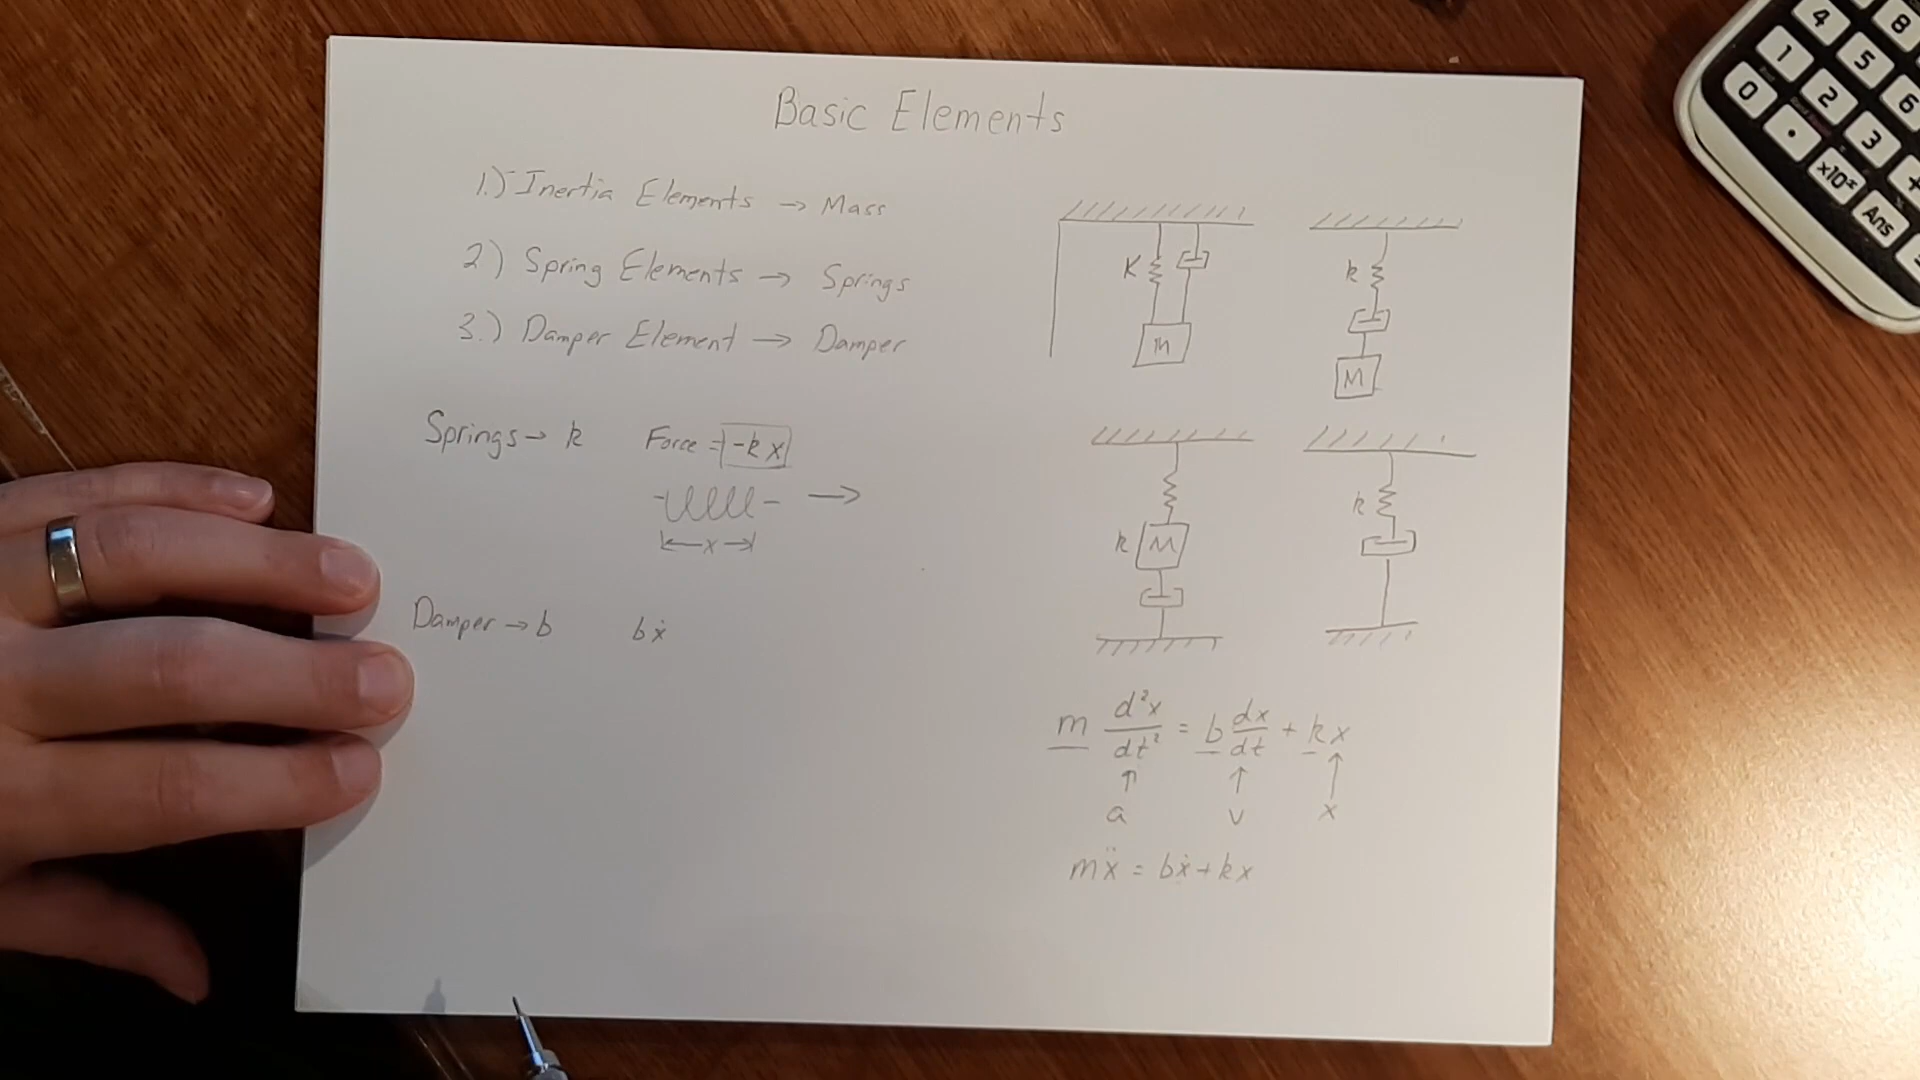 Basic Elements
1.) Inertia Elements → Mass
2.) Spring Elements → Springs
3.) Damper Element → Damper
K
m
k
M
Springs → k Force = -kx
← x →
k M
k
Damper → b bẋ
m d²x/dt² = b dx/dt + kx
↑ ↑ ↑
a v x
mẍ = bẋ + kx
4
8
1
5
0
2
6
.
3
+
×10ˣ
Ans